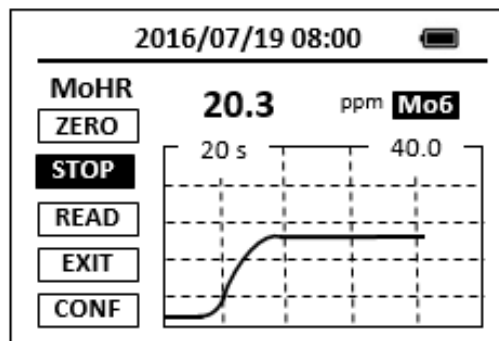 2016/07/19 08:00
MoHR
20.3 ppm Mo6
ZERO
20 s 40.0
STOP
READ
EXIT
CONF